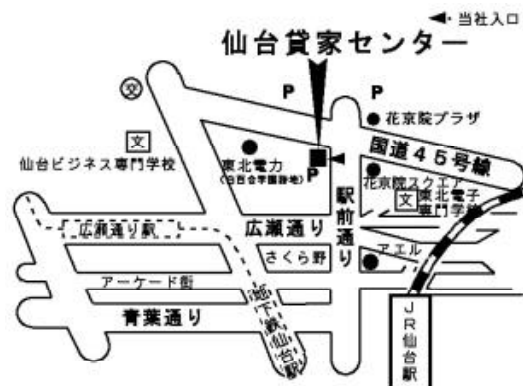 当社入口
仙台貸家センター
P
P
交
花京院プラザ
国道45号線
文
仙台ビジネス専門学校
東北電力
(白百合学園跡地)
P
花京院スクエア
文
東北電子
専門学校
駅前通り
広瀬通り駅
広瀬通り
さくら野
アエル
アーケード街
地下鉄仙台駅
青葉通り
JR仙台駅